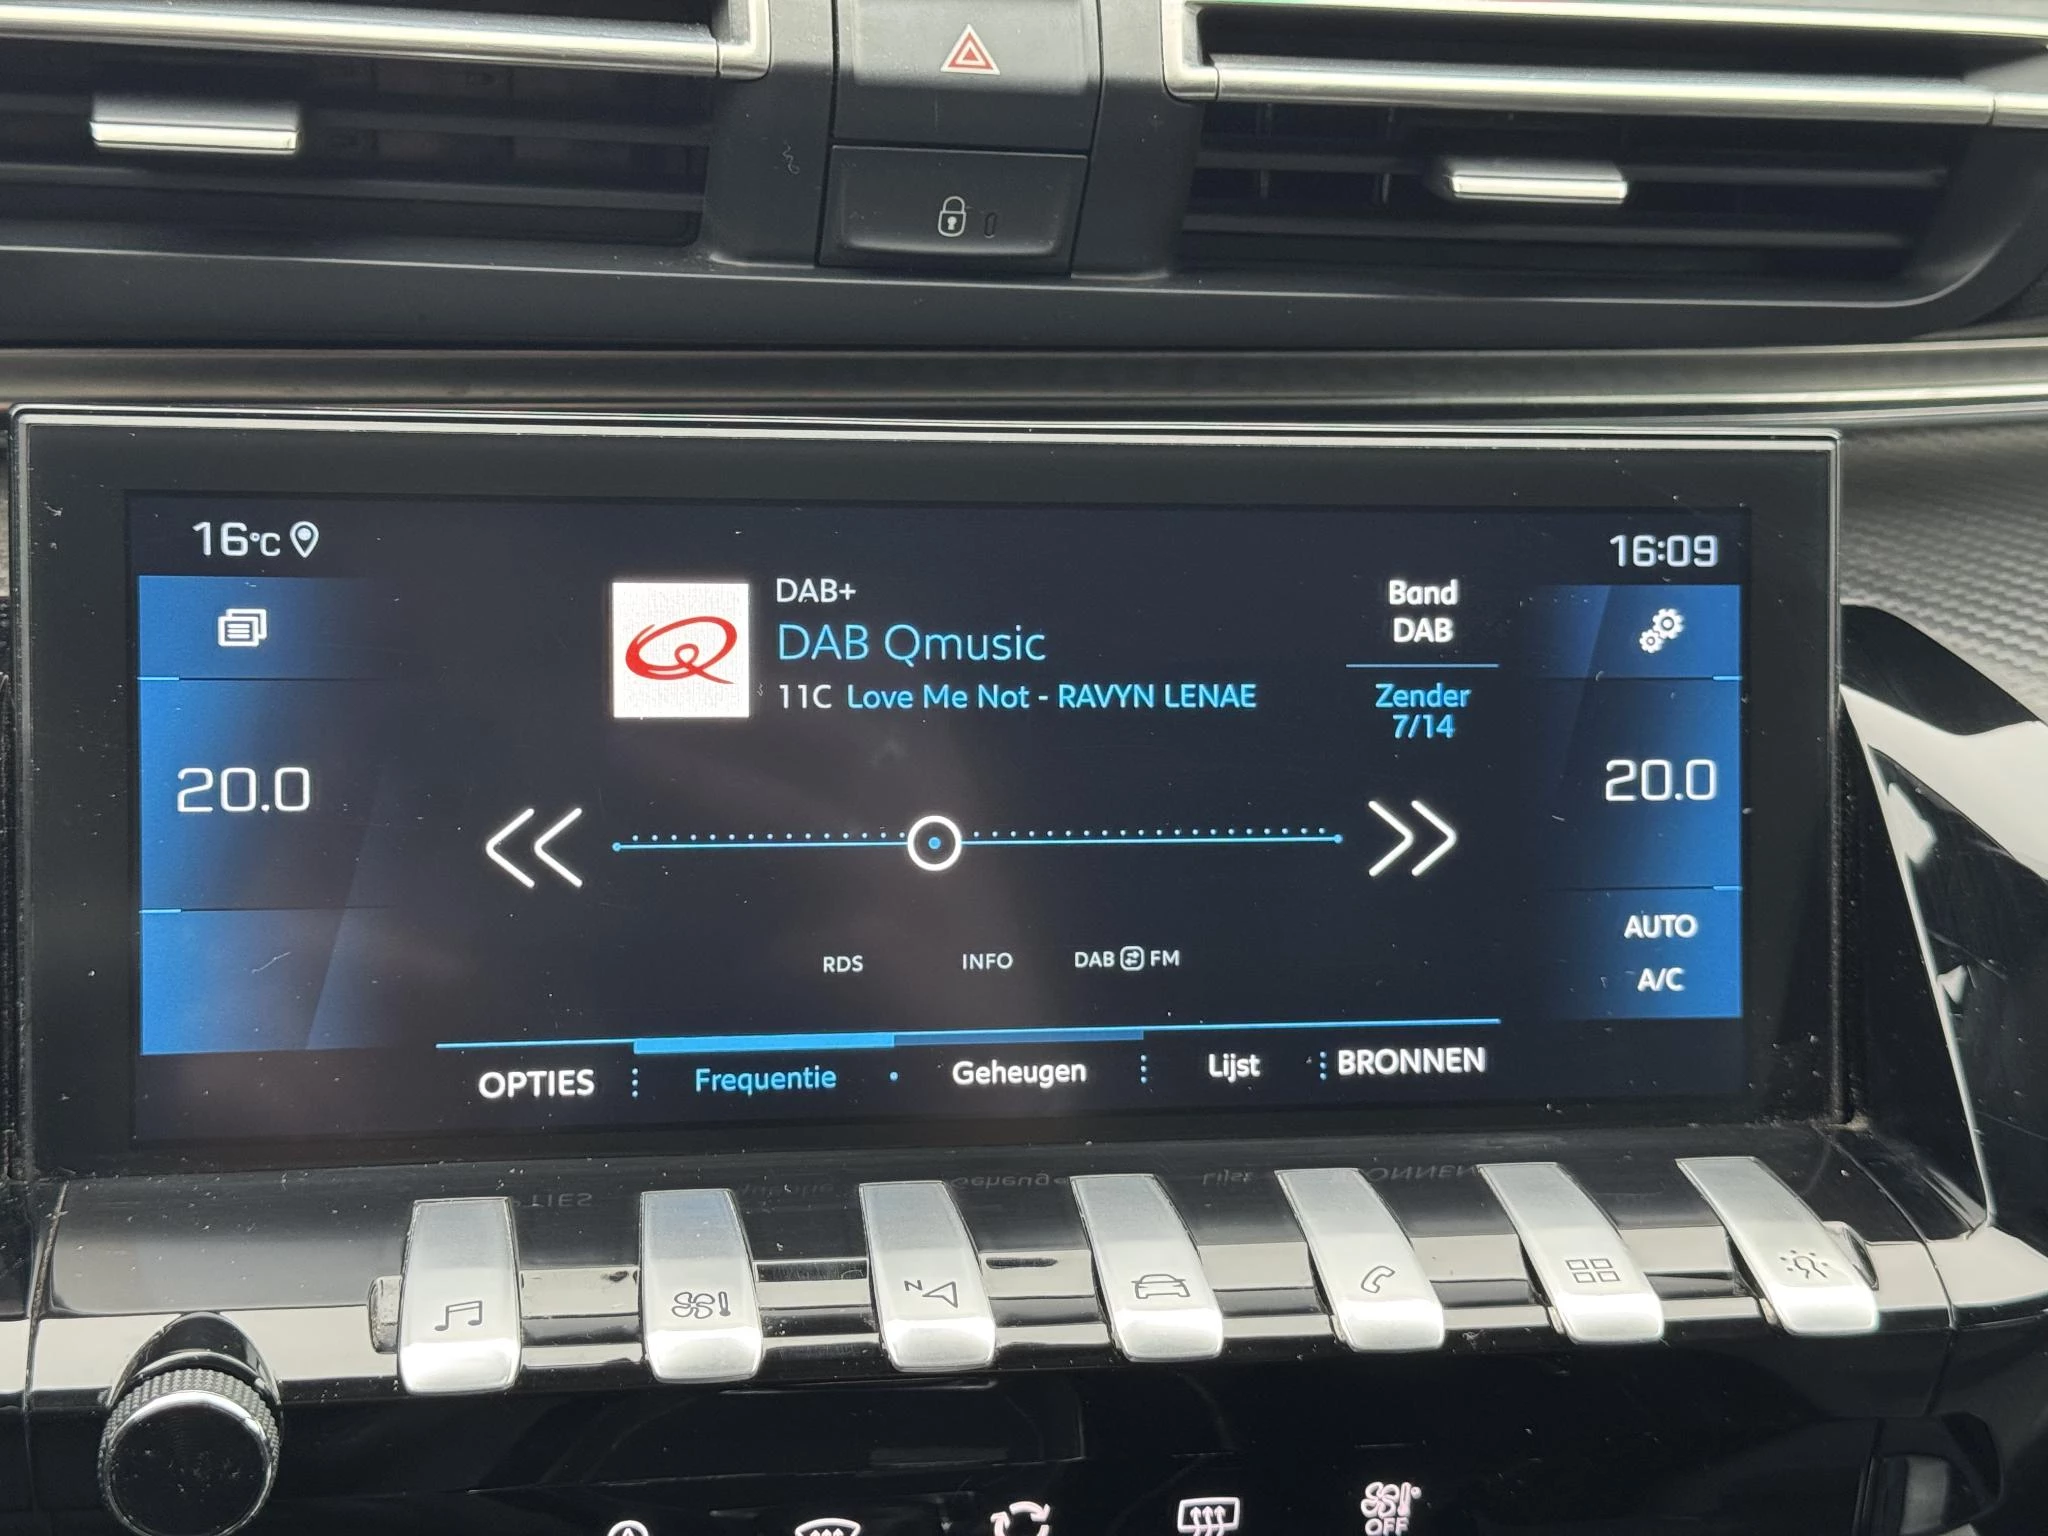 16°C
16:09
DAB+
DAB Qmusic
11C Love Me Not - RAVYN LENAE
Band
DAB
Zender
7/14
20.0
20.0
AUTO
A/C
RDS INFO DAB FM
OPTIES Frequentie Geheugen Lijst BRONNEN
N
OFF